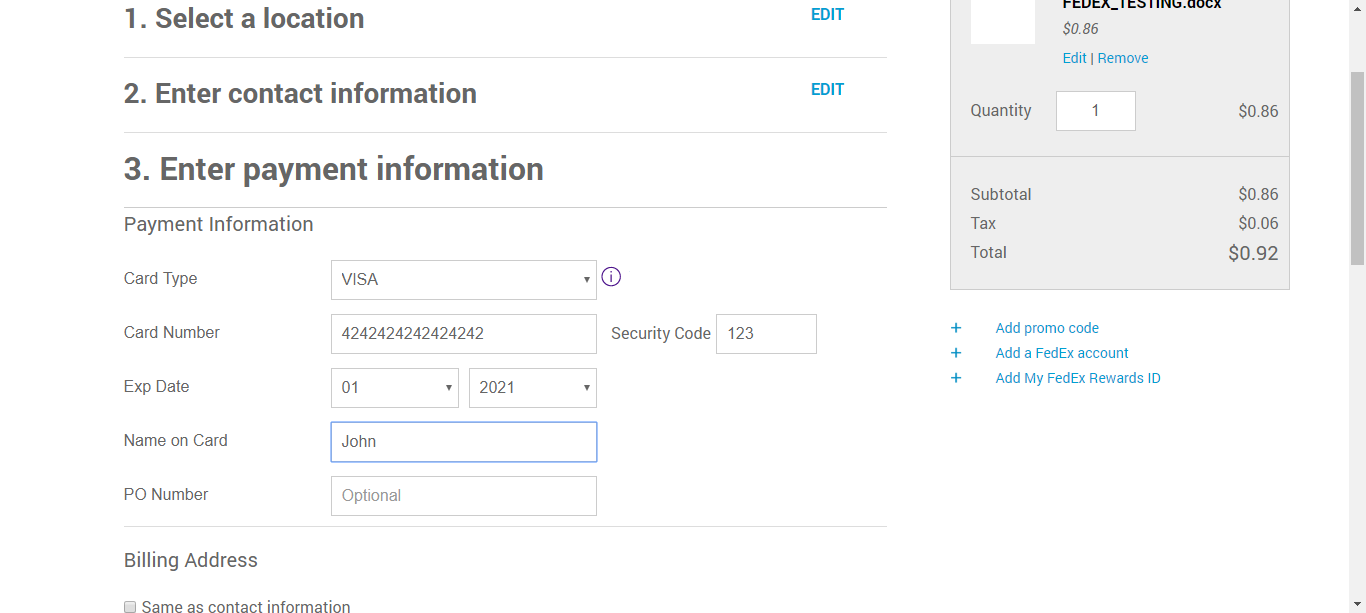 1. Select a location
EDIT
2. Enter contact information
EDIT
3. Enter payment information
Payment Information
Card Type
VISA
Card Number
4242424242424242
Security Code
123
Exp Date
01
2021
Name on Card
John
PO Number
Optional
Billing Address
Same as contact information
FEDEX_TESTING.docx
$0.86
Edit | Remove
Quantity
1
$0.86
Subtotal
$0.86
Tax
$0.06
Total
$0.92
+ Add promo code
+ Add a FedEx account
+ Add My FedEx Rewards ID